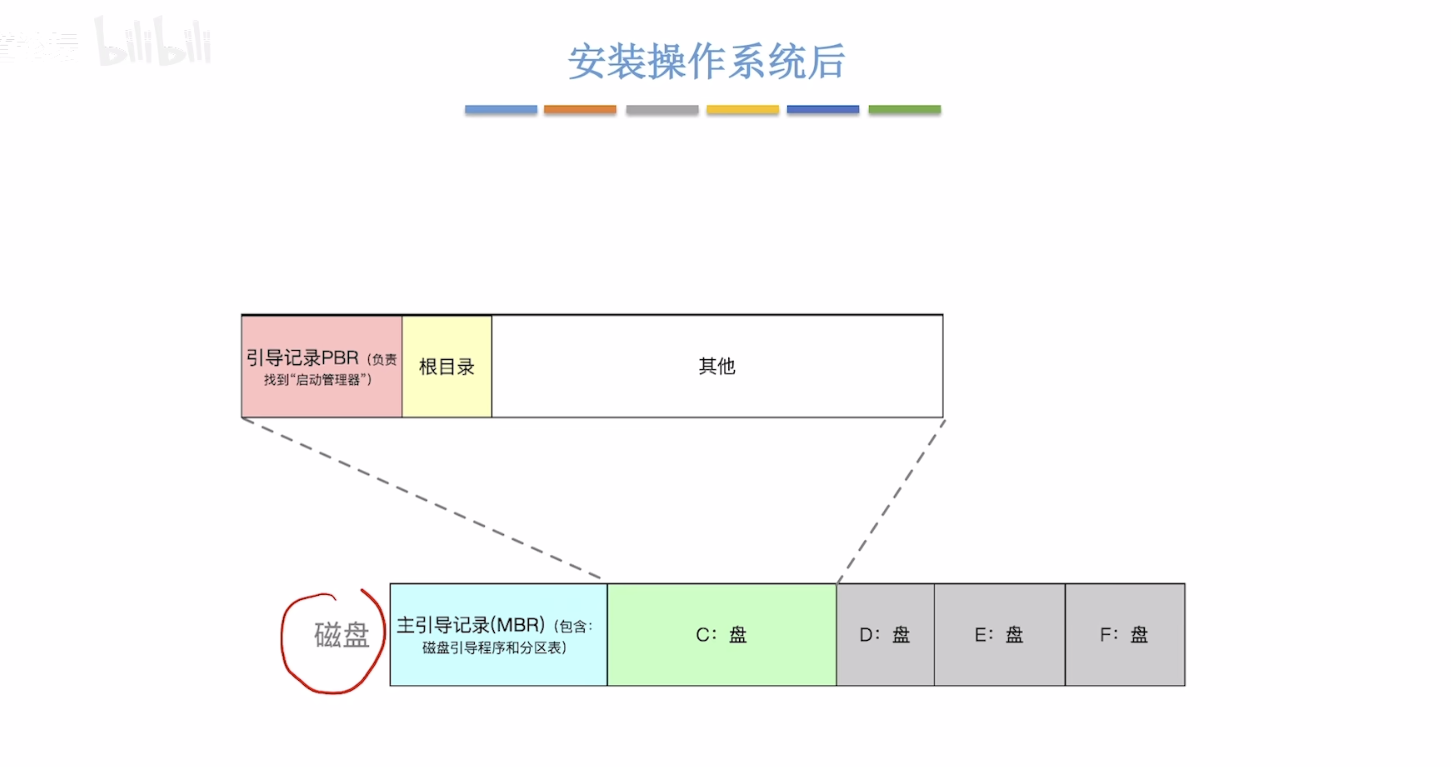 bilibili
安装操作系统后
引导记录PBR（负责
找到“启动管理器”）
根目录
其他
磁盘
主引导记录(MBR)（包含：
磁盘引导程序和分区表)
C：盘
D：盘
E：盘
F：盘